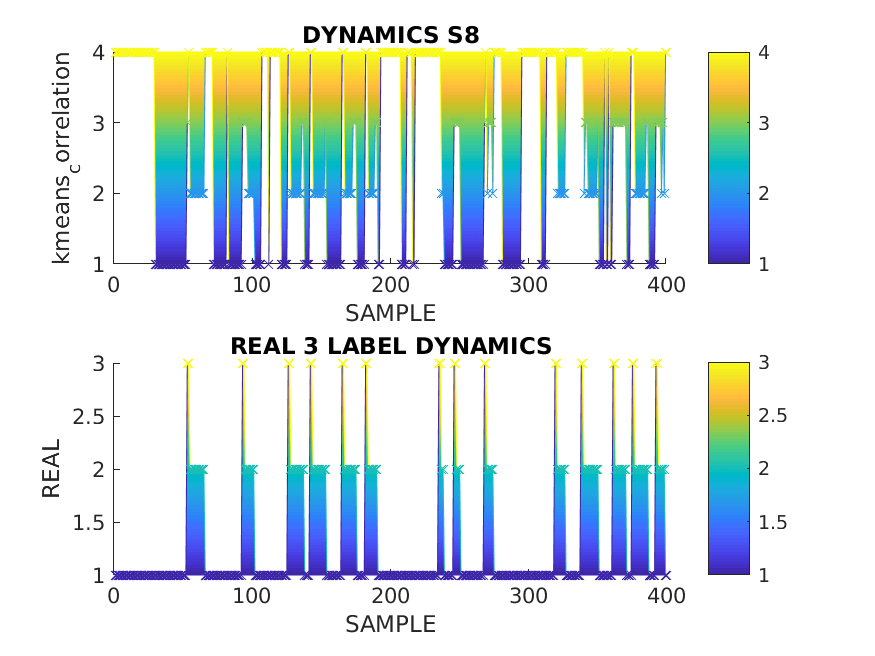 DYNAMICS S8
kmeans_correlation
4
3
2
1
0 100 200 300 400
SAMPLE
4
3
2
1
REAL 3 LABEL DYNAMICS
REAL
3
2.5
2
1.5
1
0 100 200 300 400
SAMPLE
3
2.5
2
1.5
1